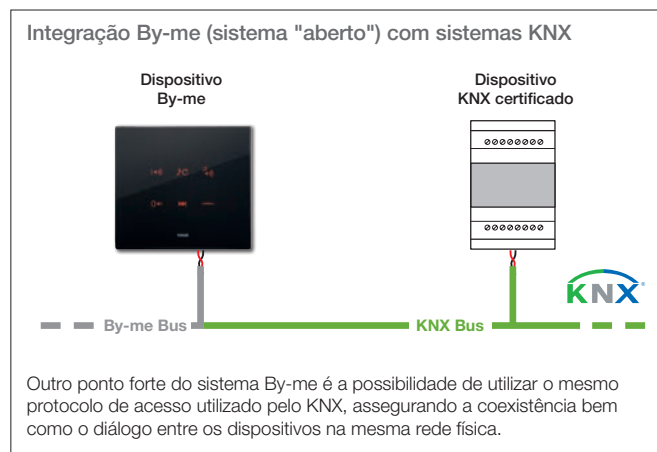 Integração By-me (sistema "aberto") com sistemas KNX
Dispositivo
By-me
Dispositivo
KNX certificado
KNX
By-me Bus
KNX Bus
Outro ponto forte do sistema By-me é a possibilidade de utilizar o mesmo
protocolo de acesso utilizado pelo KNX, assegurando a coexistência bem
como o diálogo entre os dispositivos na mesma rede física.